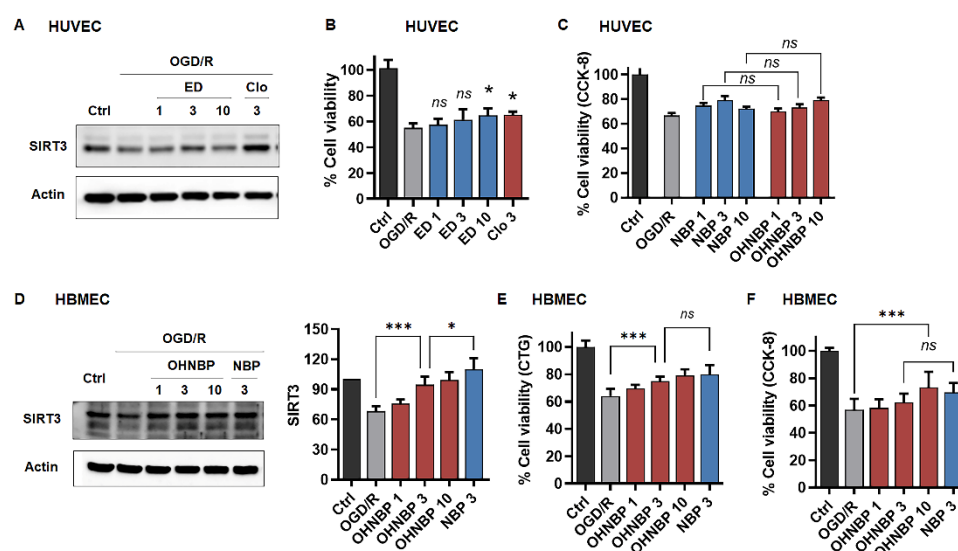 A HUVEC
OGD/R
ED Clo
Ctrl 1 3 10 3
SIRT3
Actin
B HUVEC
% Cell viability
100
80
60
40
20
0
ns ns * *
Ctrl
OGD/R
ED 1
ED 3
ED 10
Clo 3
C HUVEC
% Cell viability (CCK-8)
100
80
60
40
20
0
ns
ns
ns
Ctrl
OGD/R
NBP 1
NBP 3
NBP 10
OHNBP 1
OHNBP 3
OHNBP 10
D HBMEC
OGD/R
OHNBP NBP
Ctrl 1 3 10 3
SIRT3
Actin
SIRT3
150
120
90
60
30
0
*** *
Ctrl
OGD/R
OHNBP 1
OHNBP 3
OHNBP 10
NBP 3
E HBMEC
% Cell viability (CTG)
120
100
80
60
40
20
0
*** ns
Ctrl
OGD/R
OHNBP 1
OHNBP 3
OHNBP 10
NBP 3
F HBMEC
% Cell viability (CCK-8)
120
100
80
60
40
20
0
***
ns
Ctrl
OGD/R
OHNBP 1
OHNBP 3
OHNBP 10
NBP 3